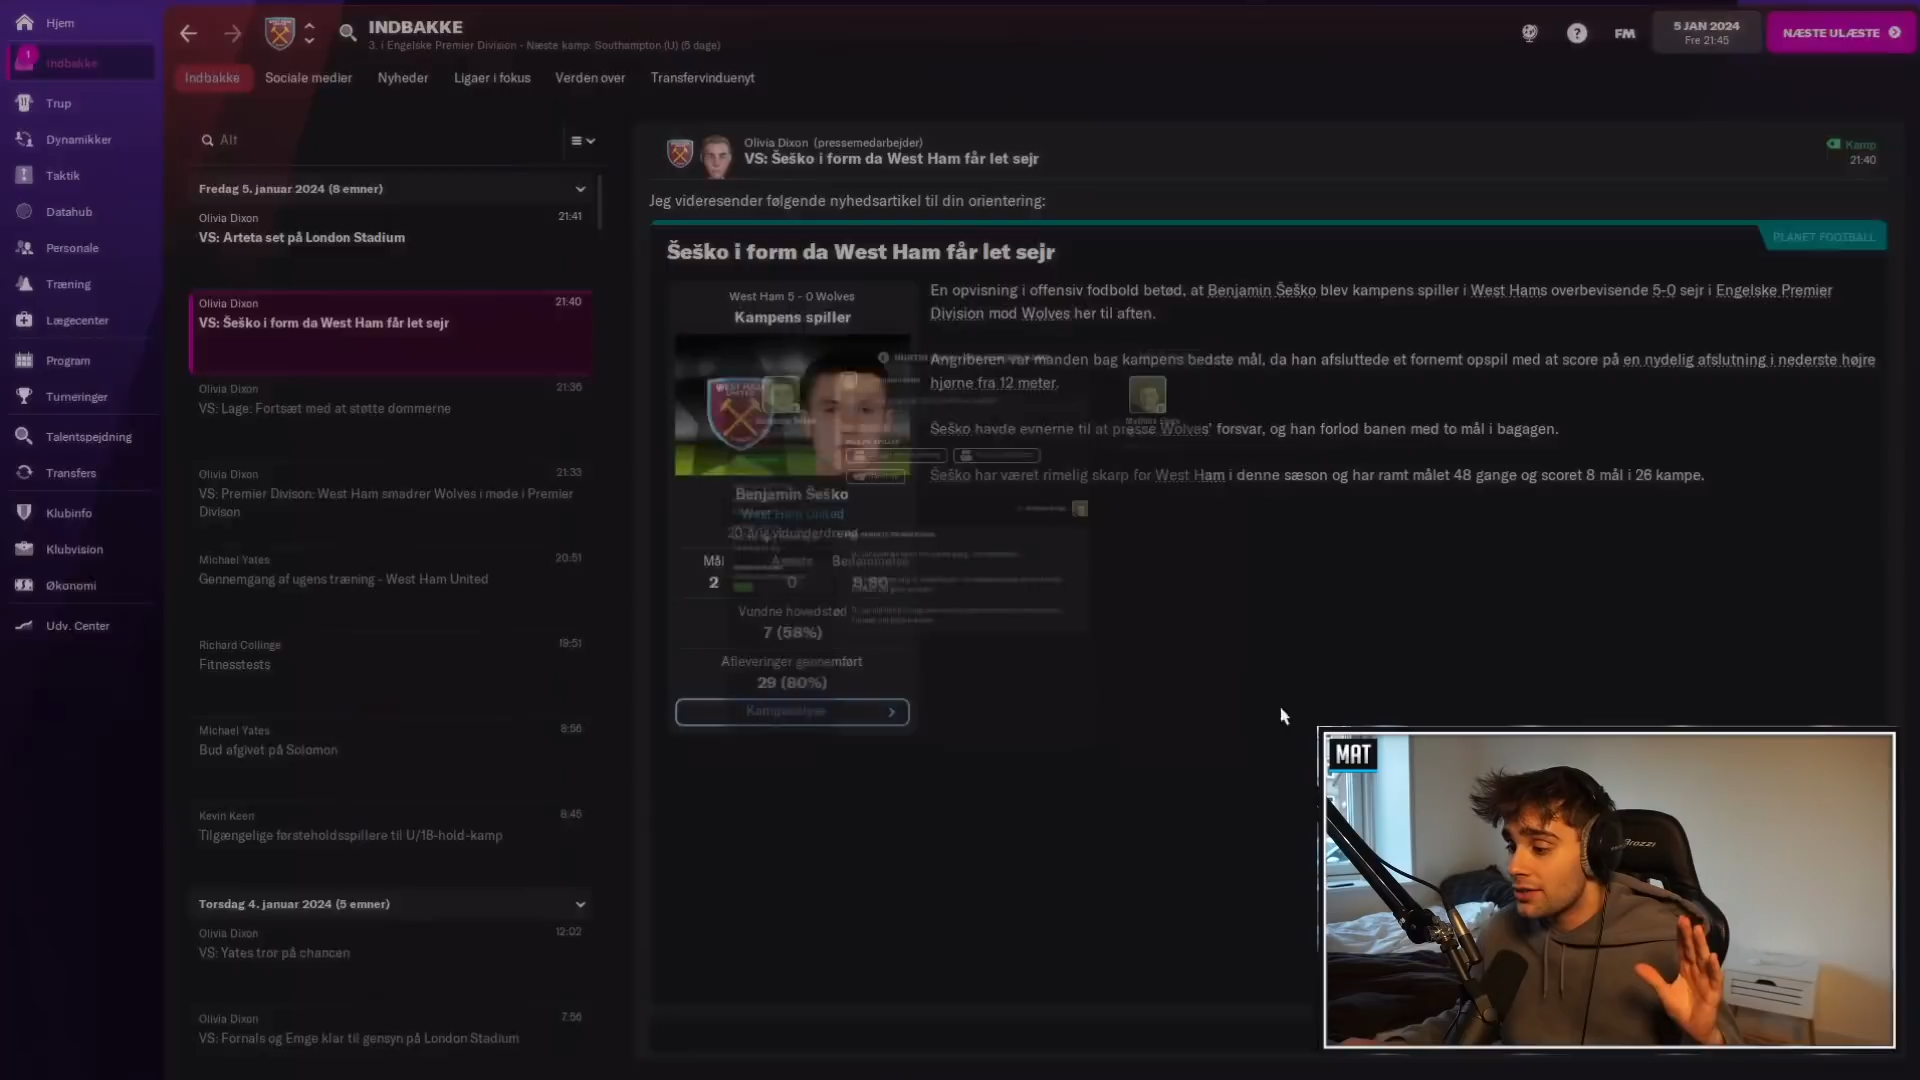 Hjem
1
Indbakke
Trup
Dynamikker
Taktik
Datahub
Personale
Træning
Lægecenter
Program
Turneringer
Talentspejdning
Transfers
Klubinfo
Klubvision
Økonomi
Udv. Center
INDBAKKE
3. i Engelske Premier Division - Næste kamp: Southampton (U) (5 dage)
?
FM
5 JAN 2024
Fre 21:45
NÆSTE ULÆSTE
Indbakke
Sociale medier
Nyheder
Ligaer i fokus
Verden over
Transfervinduenyt
Alt
Fredag 5. januar 2024 (8 emner)
Olivia Dixon
21:41
VS: Arteta set på London Stadium
Olivia Dixon
21:40
VS: Šeško i form da West Ham får let sejr
Olivia Dixon
21:36
VS: Lage: Fortsæt med at støtte dommerne
Olivia Dixon
21:33
VS: Premier Divison: West Ham smadrer Wolves i møde i Premier
Divison
Michael Yates
20:51
Gennemgang af ugens træning - West Ham United
Richard Collinge
19:51
Fitnesstests
Michael Yates
8:56
Bud afgivet på Solomon
Kevin Keen
8:45
Tilgængelige førsteholdsspillere til U/18-hold-kamp
Torsdag 4. januar 2024 (5 emner)
Olivia Dixon
12:02
VS: Yates tror på chancen
Olivia Dixon
7:56
VS: Fornals og Emge klar til gensyn på London Stadium
Olivia Dixon (pressemedarbejder)
VS: Šeško i form da West Ham får let sejr
Kamp
21:40
Jeg videresender følgende nyhedsartikel til din orientering:
PLANET FOOTBALL
Šeško i form da West Ham får let sejr
West Ham 5 - 0 Wolves
Kampens spiller
Benjamin Šeško
West Ham United
20-årig vidunderdreng
Mål
Assists
2
0
9.80
Vundne hovedstød
7 (58%)
Afleveringer gennemført
29 (80%)
Kampanalyse
En opvisning i offensiv fodbold betød, at Benjamin Šeško blev kampens spiller i West Hams overbevisende 5-0 sejr i Engelske Premier
Division mod Wolves her til aften.
Angriberen var manden bag kampens bedste mål, da han afsluttede et fornemt opspil med at score på en nydelig afslutning i nederste højre
hjørne fra 12 meter.
Šeško havde evnerne til at presse Wolves' forsvar, og han forlod banen med to mål i bagagen.
Šeško har været rimelig skarp for West Ham i denne sæson og har ramt målet 48 gange og scoret 8 mål i 26 kampe.
MAT
Arozzi